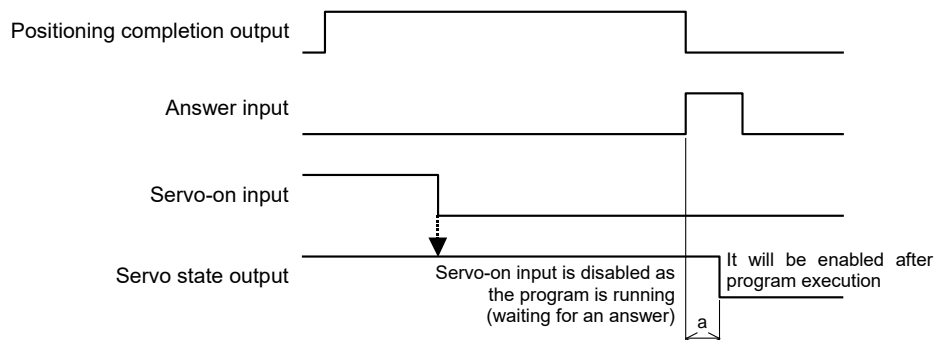 Positioning completion output
Answer input
Servo-on input
Servo state output
Servo-on input is disabled as
the program is running
(waiting for an answer)
It will be enabled after
program execution
a